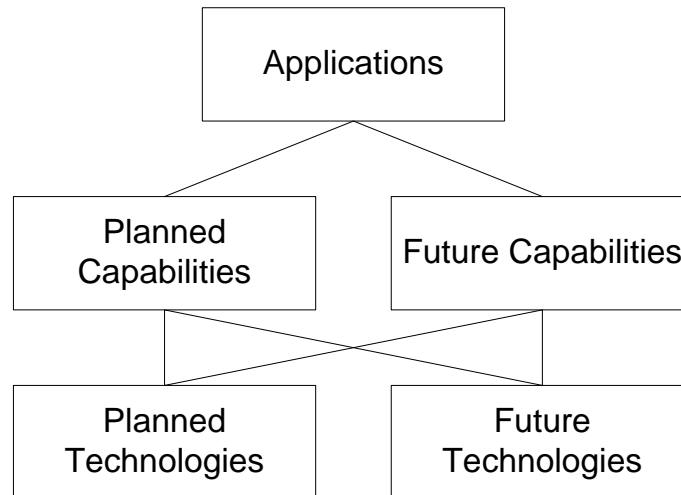 Applications
Planned
Capabilities
Future Capabilities
Planned
Technologies
Future
Technologies